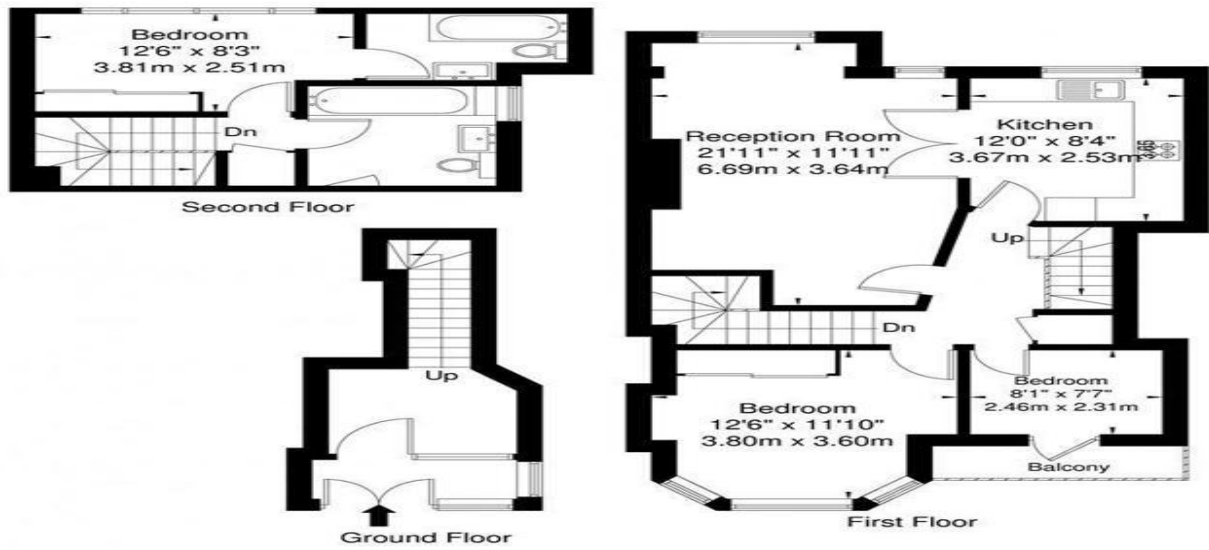 Bedroom
12'6" x 8'3"
3.81m x 2.51m
Dn
Second Floor
Up
Ground Floor
Reception Room
21'11" x 11'11"
6.69m x 3.64m
Kitchen
12'0" x 8'4"
3.67m x 2.53m
Up
Dn
Bedroom
12'6" x 11'10"
3.80m x 3.60m
Bedroom
8'1" x 7'7"
2.46m x 2.31m
Balcony
First Floor